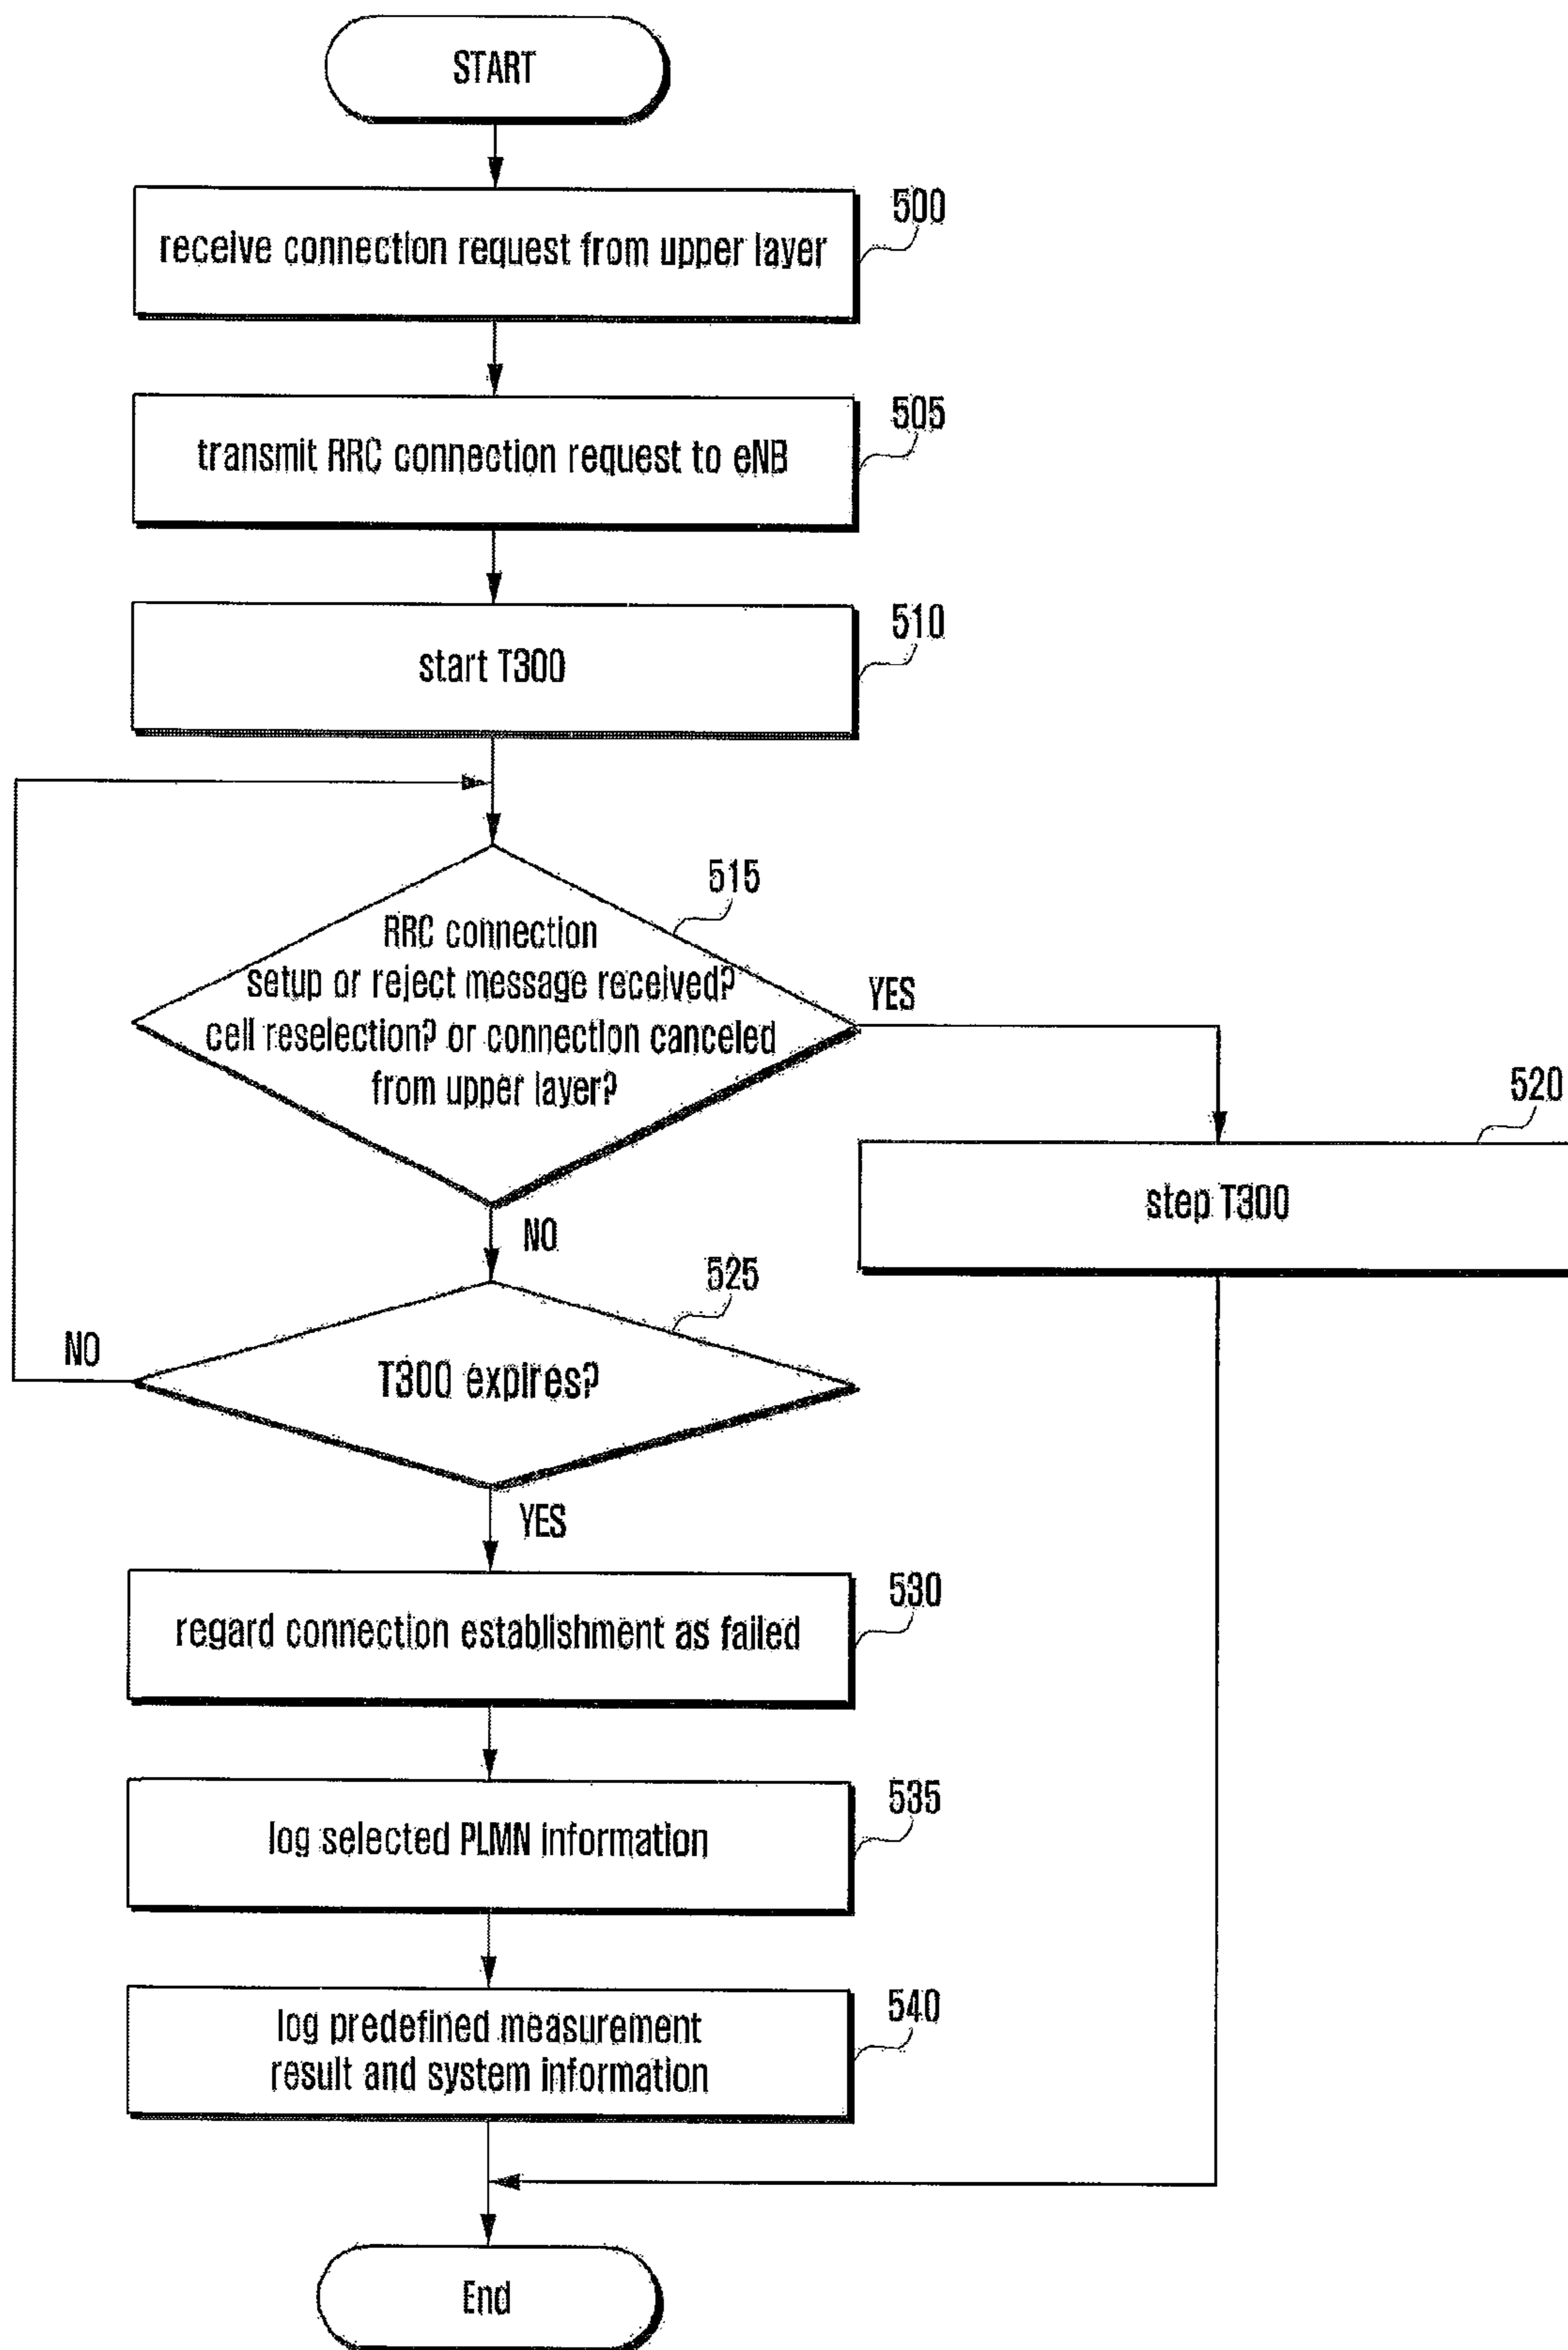 START
500
receive connection request from upper layer
505
transmit RRC connection request to eNB
510
start T300
515
RRC connection
setup or reject message received?
cell reselection? or connection canceled
from upper layer?
YES
520
step T300
NO
525
T300 expires?
NO
YES
530
regard connection establishment as failed
535
log selected PLMN information
540
log predefined measurement
result and system information
End